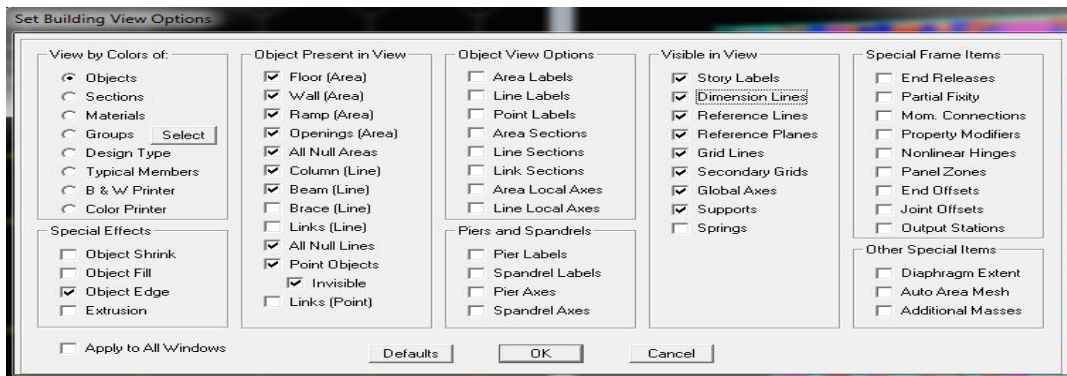 Set Building View Options
View by Colors of:
Objects
Sections
Materials
Groups Select
Design Type
Typical Members
B & W Printer
Color Printer
Special Effects
Object Shrink
Object Fill
Object Edge
Extrusion
Apply to All Windows
Object Present in View
Floor (Area)
Wall (Area)
Ramp (Area)
Openings (Area)
All Null Areas
Column (Line)
Beam (Line)
Brace (Line)
Links (Line)
All Null Lines
Point Objects
Invisible
Links (Point)
Object View Options
Area Labels
Line Labels
Point Labels
Area Sections
Line Sections
Link Sections
Area Local Axes
Line Local Axes
Piers and Spandrels
Pier Labels
Spandrel Labels
Pier Axes
Spandrel Axes
Visible in View
Story Labels
Dimension Lines
Reference Lines
Reference Planes
Grid Lines
Secondary Grids
Global Axes
Supports
Springs
Special Frame Items
End Releases
Partial Fixity
Mom. Connections
Property Modifiers
Nonlinear Hinges
Panel Zones
End Offsets
Joint Offsets
Output Stations
Other Special Items
Diaphragm Extent
Auto Area Mesh
Additional Masses
Defaults OK Cancel